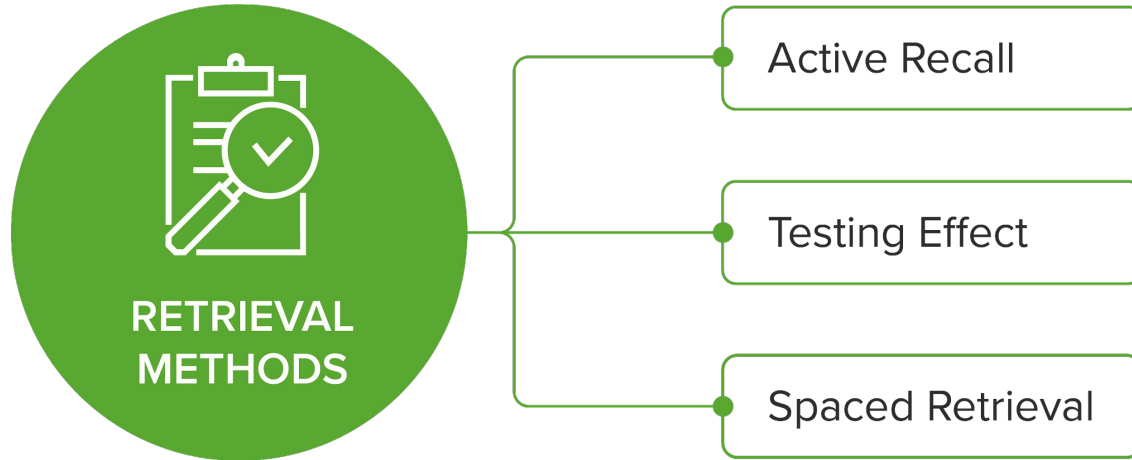 RETRIEVAL
METHODS
Active Recall
Testing Effect
Spaced Retrieval